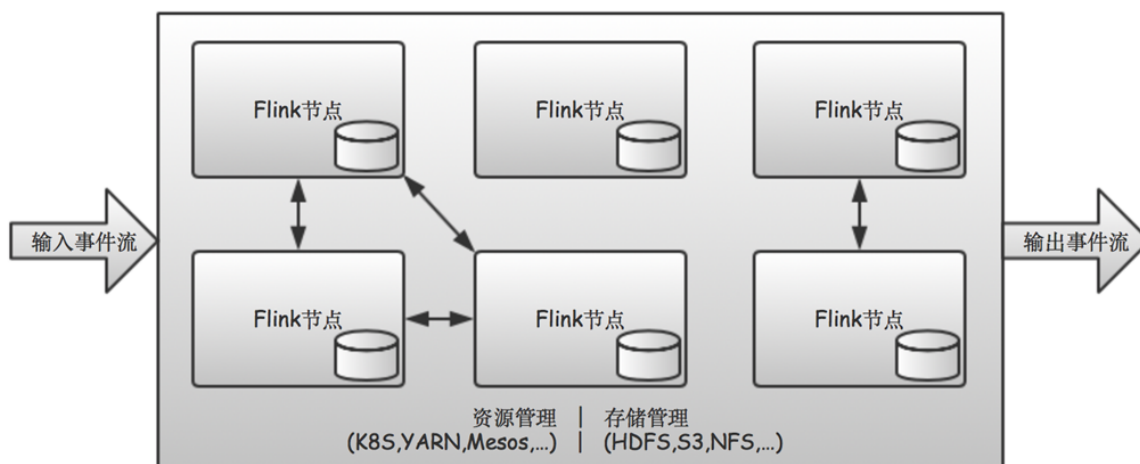 Flink节点
Flink节点
Flink节点
输入事件流
输出事件流
Flink节点
Flink节点
Flink节点
资源管理 | 存储管理
(K8S,YARN,Mesos,...) | (HDFS,S3,NFS,...)